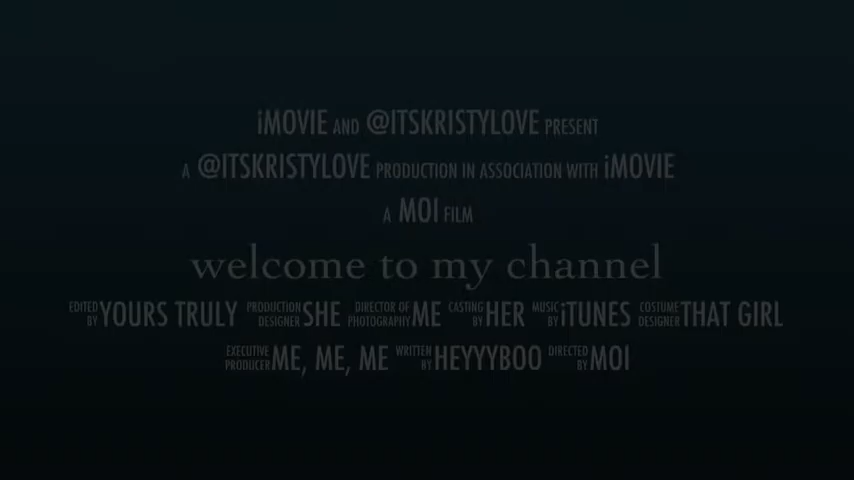 iMOVIE AND @ITSKRISTYLOVE PRESENT
A @ITSKRISTYLOVE PRODUCTION IN ASSOCIATION WITH iMOVIE
A MOI FILM
welcome to my channel
EDITED BY YOURS TRULY PRODUCTION DESIGNER SHE DIRECTOR OF PHOTOGRAPHY ME CASTING BY HER MUSIC BY iTUNES COSTUME DESIGNER THAT GIRL
EXECUTIVE PRODUCER ME, ME, ME WRITTEN BY HEYYYBOO DIRECTED BY MOI